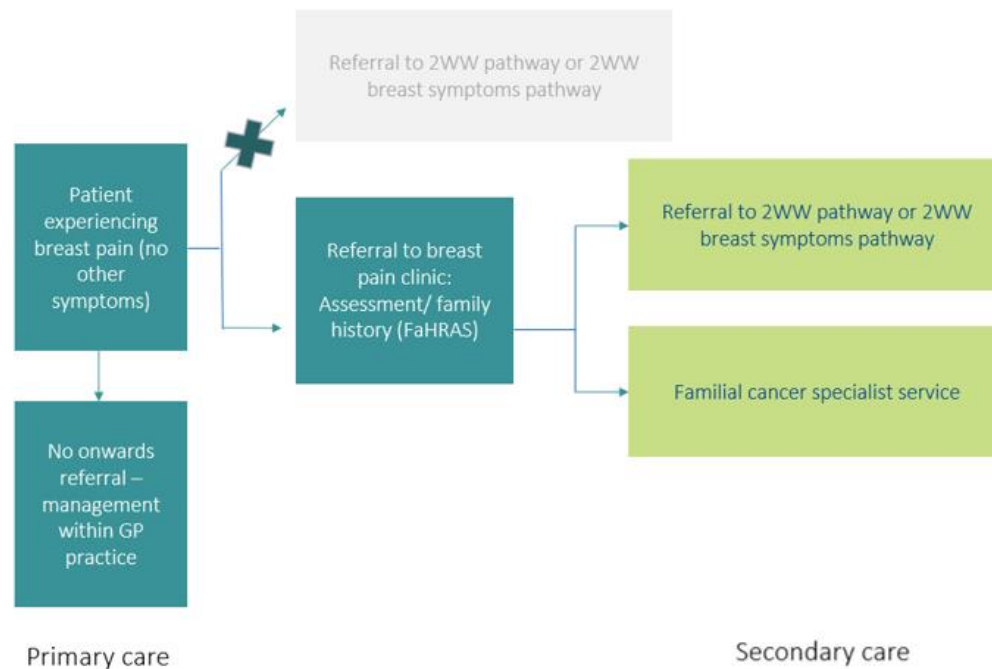 Referral to 2WW pathway or 2WW
breast symptoms pathway
Patient
experiencing
breast pain (no
other
symptoms)
Referral to breast
pain clinic:
Assessment/ family
history (FaHRAS)
Referral to 2WW pathway or 2WW
breast symptoms pathway
Familial cancer specialist service
No onwards
referral –
management
within GP
practice
Primary care
Secondary care